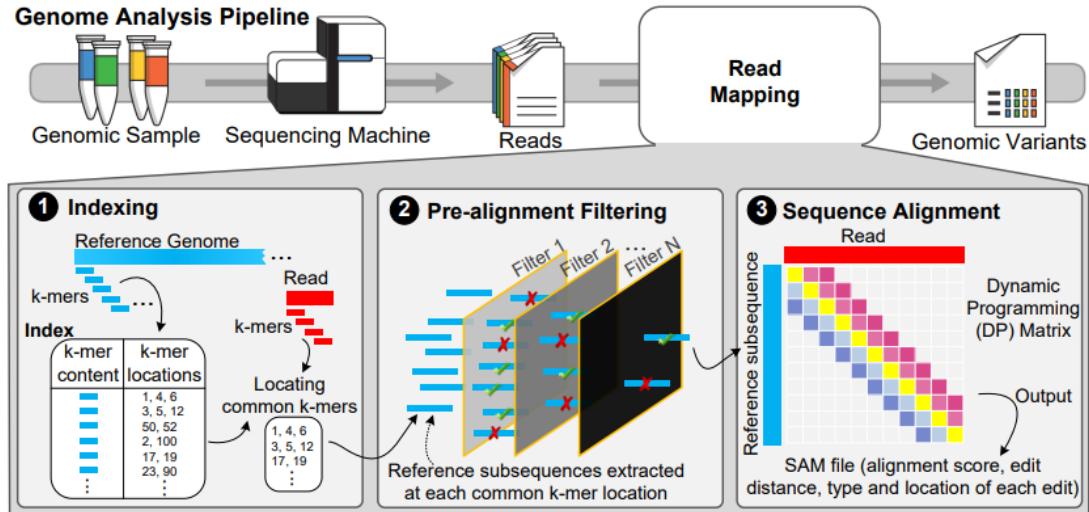 Genome Analysis Pipeline
Genomic Sample
Sequencing Machine
Reads
Read
Mapping
Genomic Variants
1 Indexing
Reference Genome
...
k-mers
...
Read
k-mers
Index
k-mer
content
k-mer
locations
1, 4, 6
3, 5, 12
50, 52
2, 100
17, 19
23, 90
⋮
⋮
Locating
common k-mers
1, 4, 6
3, 5, 12
17, 19
⋮
2 Pre-alignment Filtering
Filter 1
Filter 2
...
Filter N
Reference subsequences extracted
at each common k-mer location
3 Sequence Alignment
Read
Reference subsequence
Dynamic
Programming
(DP) Matrix
Output
SAM file (alignment score, edit
distance, type and location of each edit)